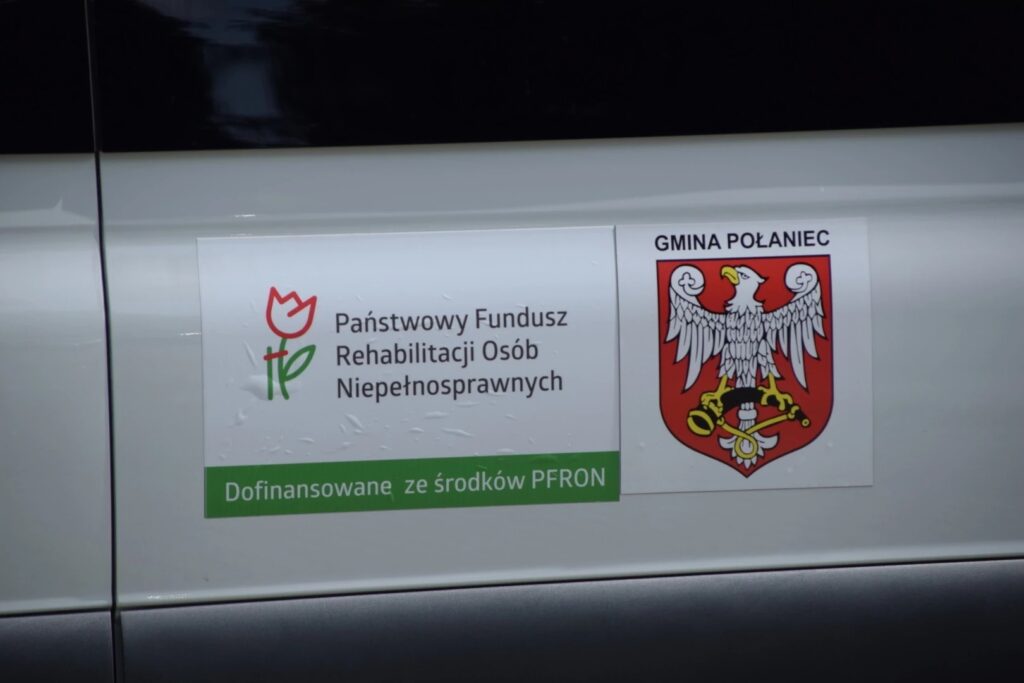 Państwowy Fundusz
Rehabilitacji Osób
Niepełnosprawnych
Dofinansowane ze środków PFRON
GMINA POŁANIEC